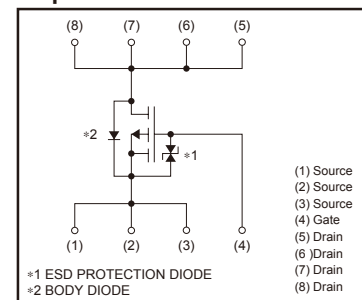 (8) (7) (6) (5)
∗2
∗1
(1) (2) (3) (4)
(1) Source
(2) Source
(3) Source
(4) Gate
(5) Drain
(6 )Drain
(7) Drain
(8) Drain
∗1 ESD PROTECTION DIODE
∗2 BODY DIODE